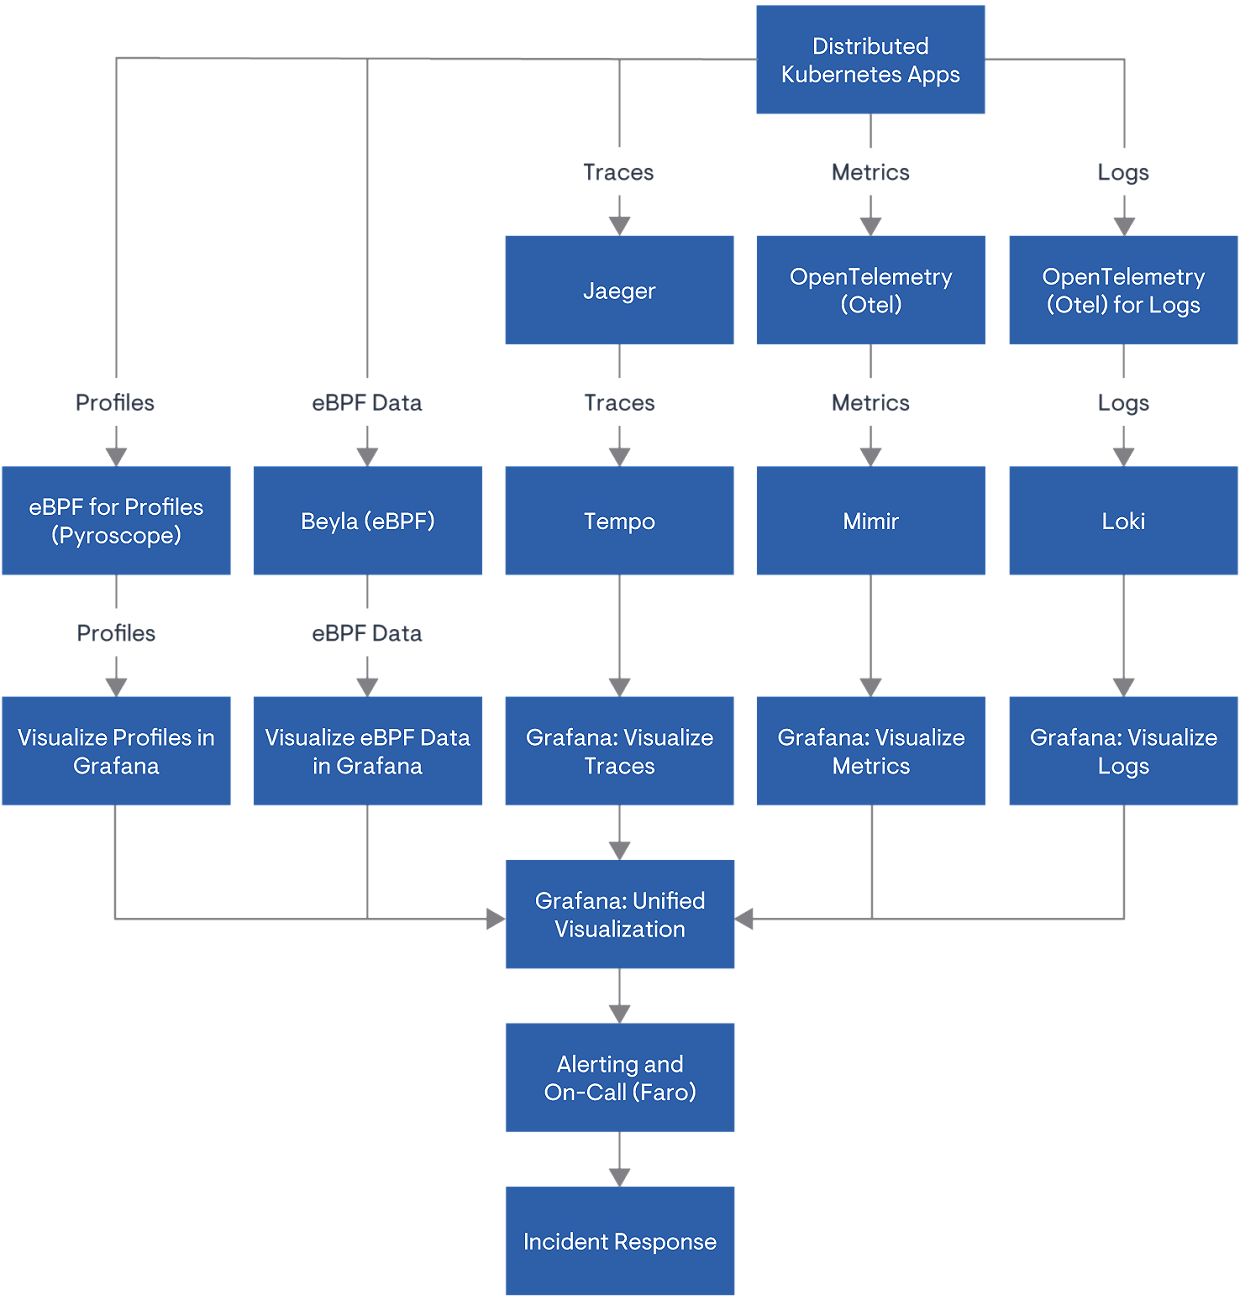 Distributed
Kubernetes Apps
Traces
Metrics
Logs
Jaeger
OpenTelemetry
(Otel)
OpenTelemetry
(Otel) for Logs
Profiles
eBPF Data
Traces
Metrics
Logs
eBPF for Profiles
(Pyroscope)
Beyla (eBPF)
Tempo
Mimir
Loki
Profiles
eBPF Data
Visualize Profiles in
Grafana
Visualize eBPF Data
in Grafana
Grafana: Visualize
Traces
Grafana: Visualize
Metrics
Grafana: Visualize
Logs
Grafana: Unified
Visualization
Alerting and
On-Call (Faro)
Incident Response